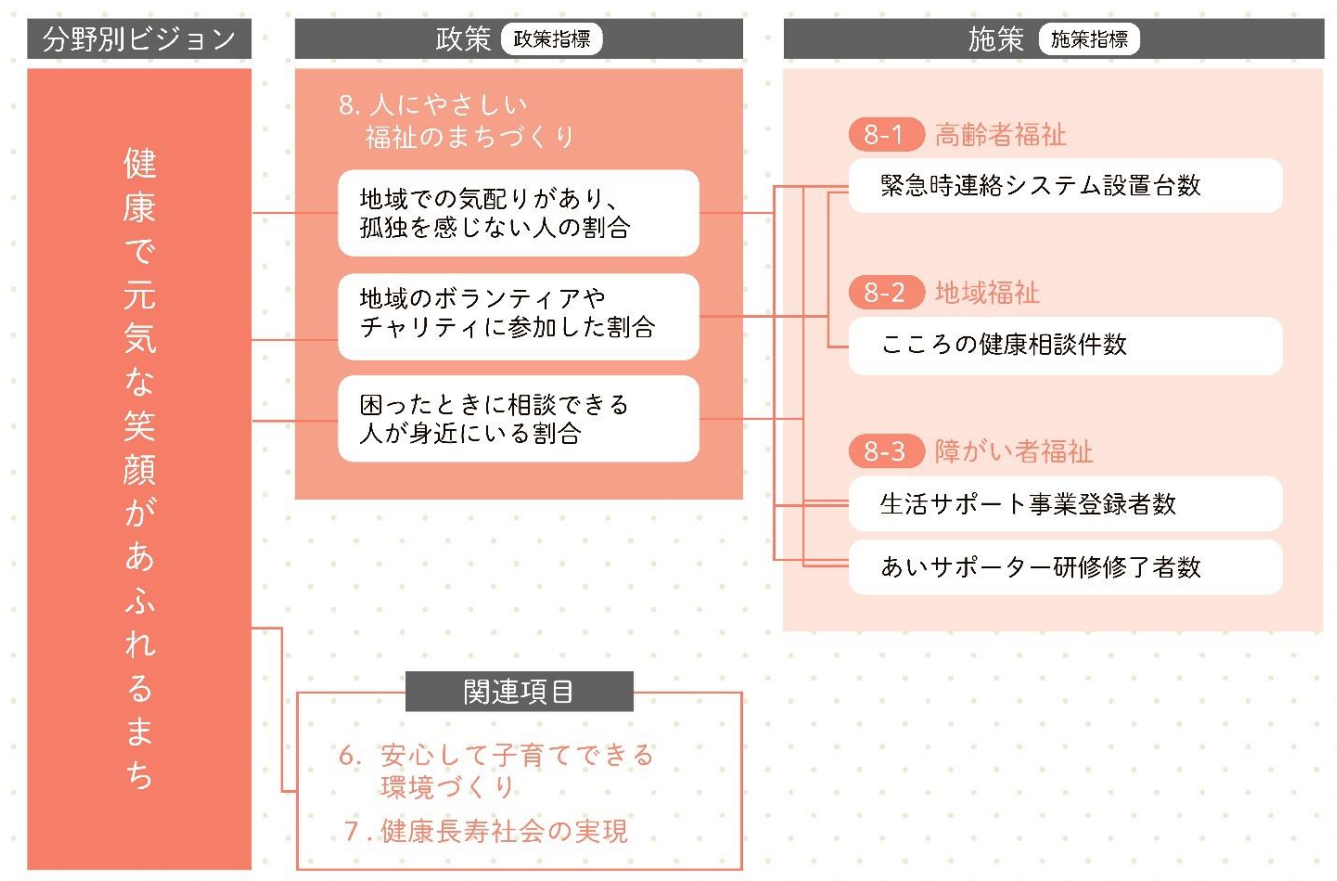 分野別ビジョン
健康で元気な笑顔があふれるまち
政策 政策指標
8. 人にやさしい
福祉のまちづくり
地域での気配りがあり、
孤独を感じない人の割合
地域のボランティアや
チャリティに参加した割合
困ったときに相談できる
人が身近にいる割合
施策 施策指標
8-1 高齢者福祉
緊急時連絡システム設置台数
8-2 地域福祉
こころの健康相談件数
8-3 障がい者福祉
生活サポート事業登録者数
あいサポーター研修修了者数
関連項目
6. 安心して子育てできる
環境づくり
7.健康長寿社会の実現